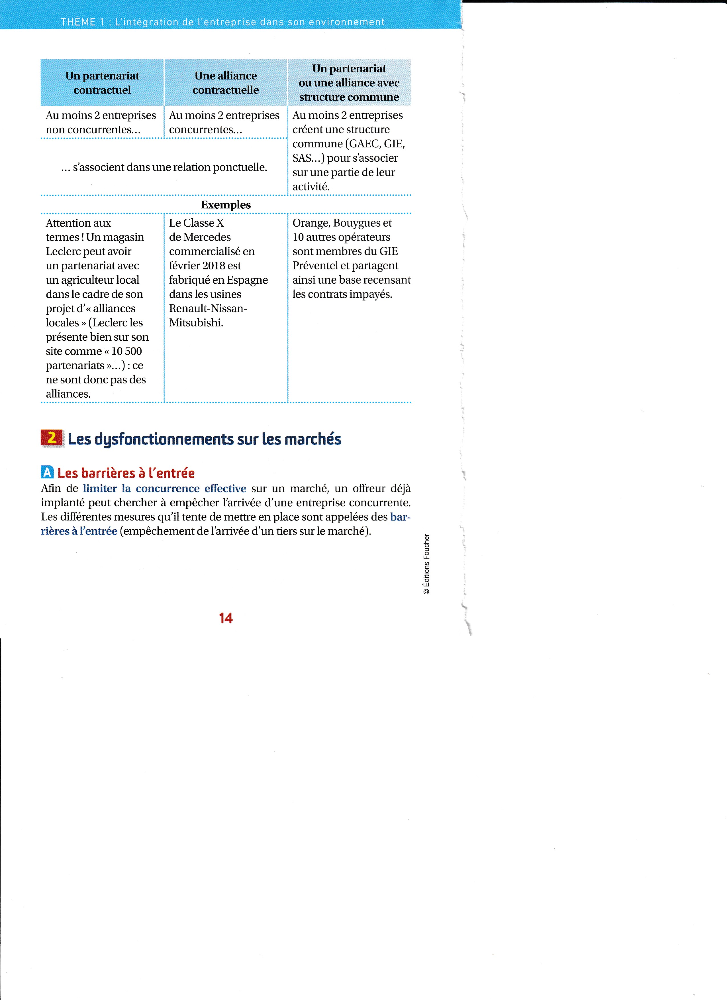 THÈME 1 : L'intégration de l'entreprise dans son environnement
Un partenariat
contractuel
Une alliance
contractuelle
Un partenariat
ou une alliance avec
structure commune
Au moins 2 entreprises
non concurrentes…
Au moins 2 entreprises
concurrentes…
… s'associent dans une relation ponctuelle.
Au moins 2 entreprises
créent une structure
commune (GAEC, GIE,
SAS…) pour s'associer
sur une partie de leur
activité.
Exemples
Attention aux
termes ! Un magasin
Leclerc peut avoir
un partenariat avec
un agriculteur local
dans le cadre de son
projet d'« alliances
locales » (Leclerc les
présente bien sur son
site comme « 10 500
partenariats »…) : ce
ne sont donc pas des
alliances.
Le Classe X
de Mercedes
commercialisé en
février 2018 est
fabriqué en Espagne
dans les usines
Renault-Nissan-
Mitsubishi.
Orange, Bouygues et
10 autres opérateurs
sont membres du GIE
Préventel et partagent
ainsi une base recensant
les contrats impayés.
2 Les dysfonctionnements sur les marchés
A Les barrières à l'entrée
Afin de limiter la concurrence effective sur un marché, un offreur déjà
implanté peut chercher à empêcher l'arrivée d'une entreprise concurrente.
Les différentes mesures qu'il tente de mettre en place sont appelées des bar-
rières à l'entrée (empêchement de l'arrivée d'un tiers sur le marché).
© Éditions Foucher
14